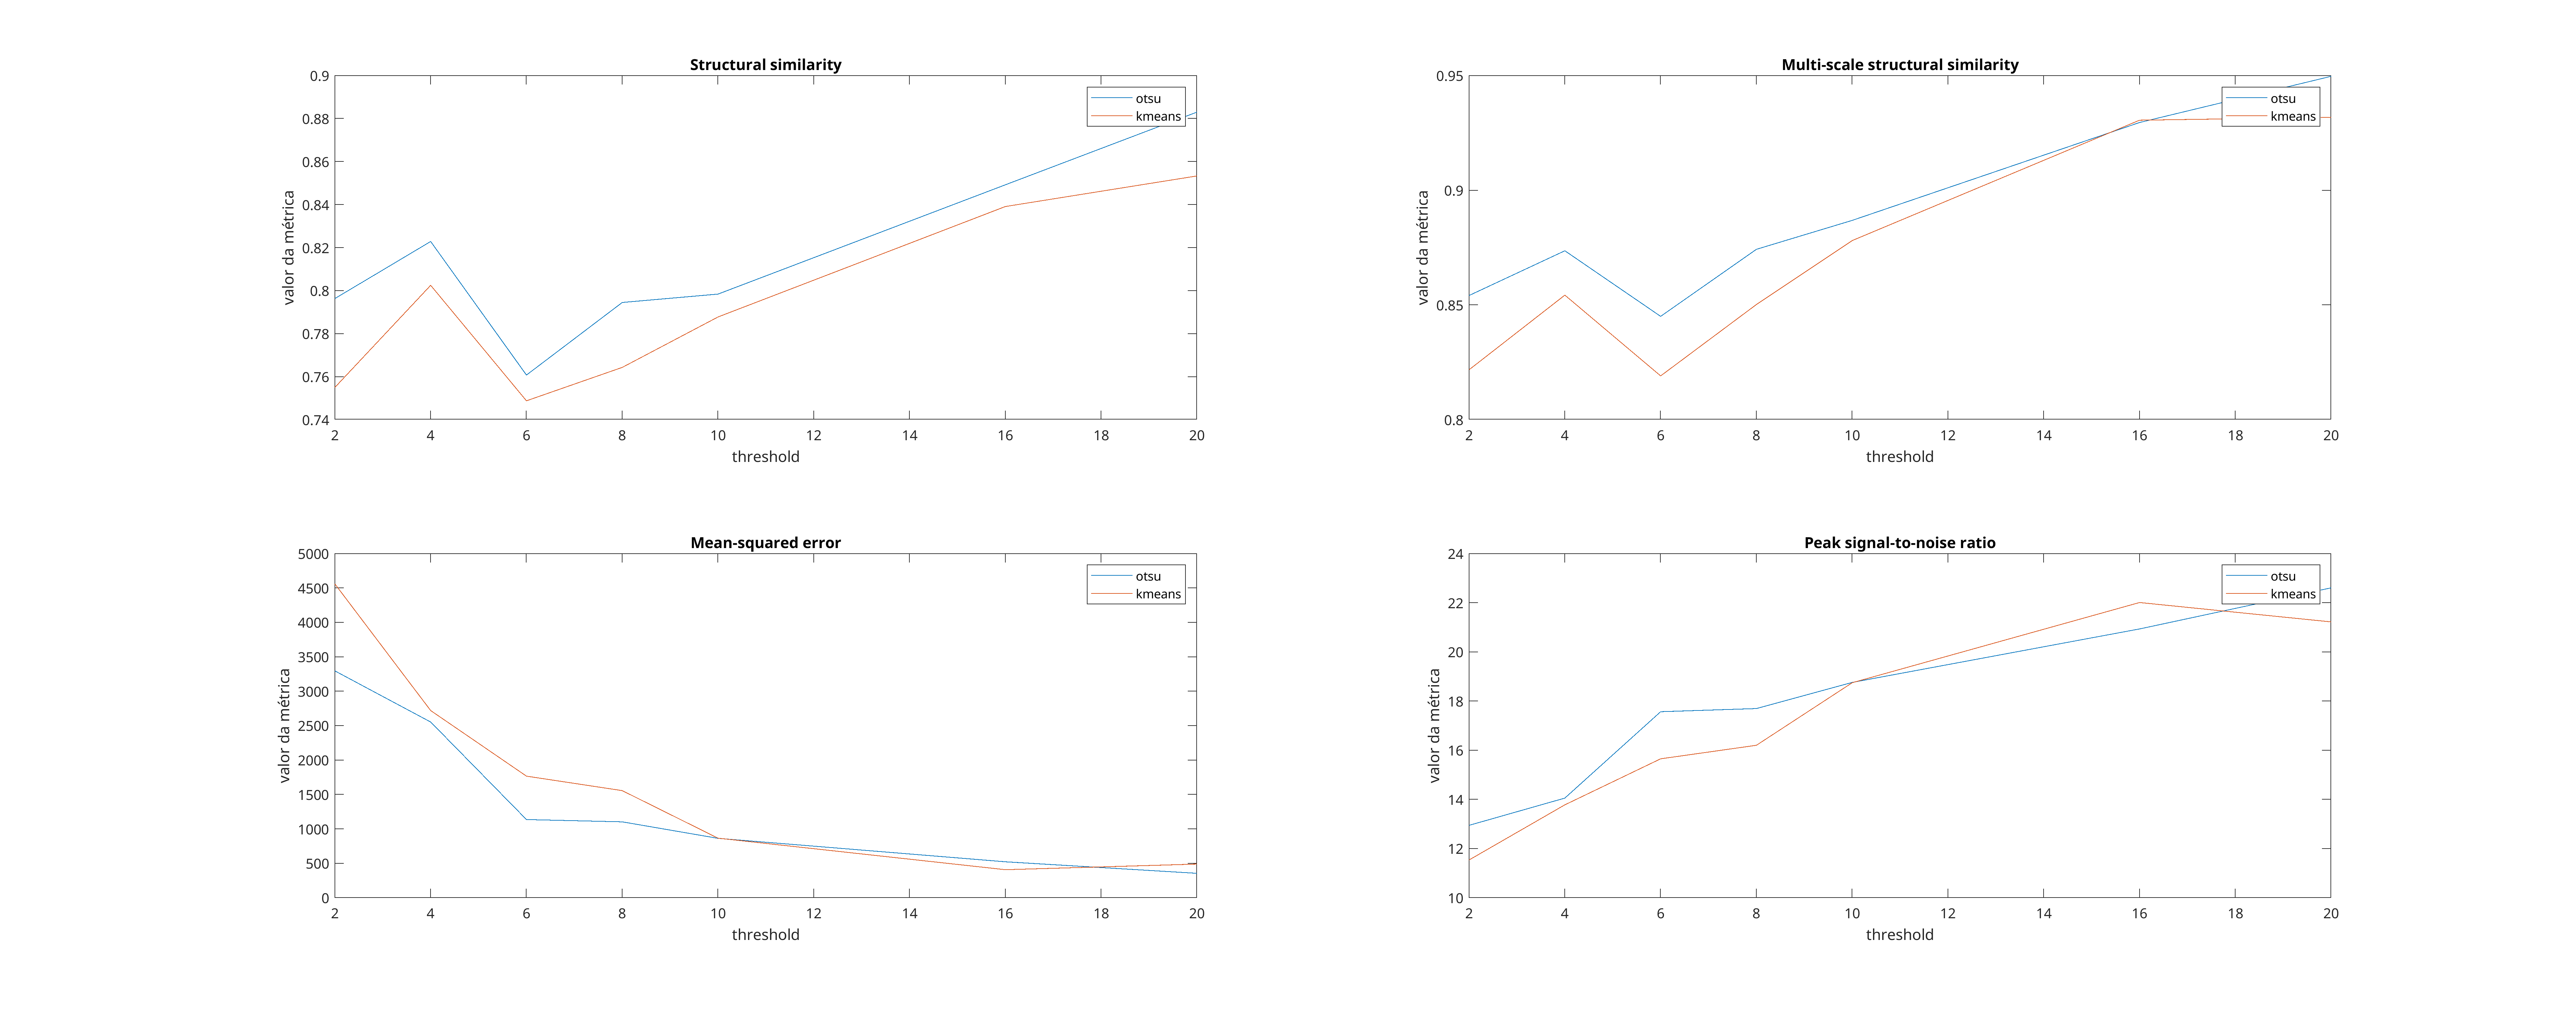 Structural similarity
0.9
0.88
0.86
0.84
0.82
0.8
0.78
0.76
0.74
valor da métrica
otsu
kmeans
2 4 6 8 10 12 14 16 18 20
threshold
Multi-scale structural similarity
0.95
0.9
0.85
0.8
valor da métrica
otsu
kmeans
2 4 6 8 10 12 14 16 18 20
threshold
Mean-squared error
5000
4500
4000
3500
3000
2500
2000
1500
1000
500
0
valor da métrica
otsu
kmeans
2 4 6 8 10 12 14 16 18 20
threshold
Peak signal-to-noise ratio
24
22
20
18
16
14
12
10
valor da métrica
otsu
kmeans
2 4 6 8 10 12 14 16 18 20
threshold